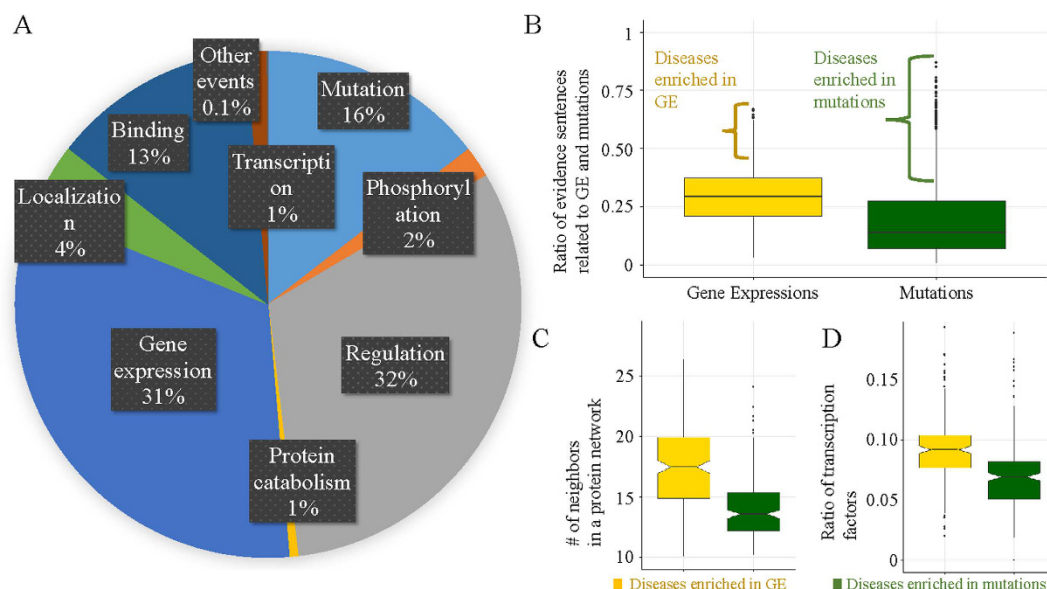 A
Other
events
0.1%
Mutation
16%
Binding
13%
Transcripti
on
1%
Phosphoryl
ation
2%
Localizatio
n
4%
Gene
expression
31%
Regulation
32%
Protein
catabolism
1%
B
Ratio of evidence sentences
related to GE and mutations
1
0.75
0.50
0.25
0
Diseases
enriched in
GE
Diseases
enriched in
mutations
Gene Expressions
Mutations
C
# of neighbors
in a protein network
25
20
15
10
D
Ratio of transcription
factors
0.15
0.10
0.05
0
Diseases enriched in GE
Diseases enriched in mutations